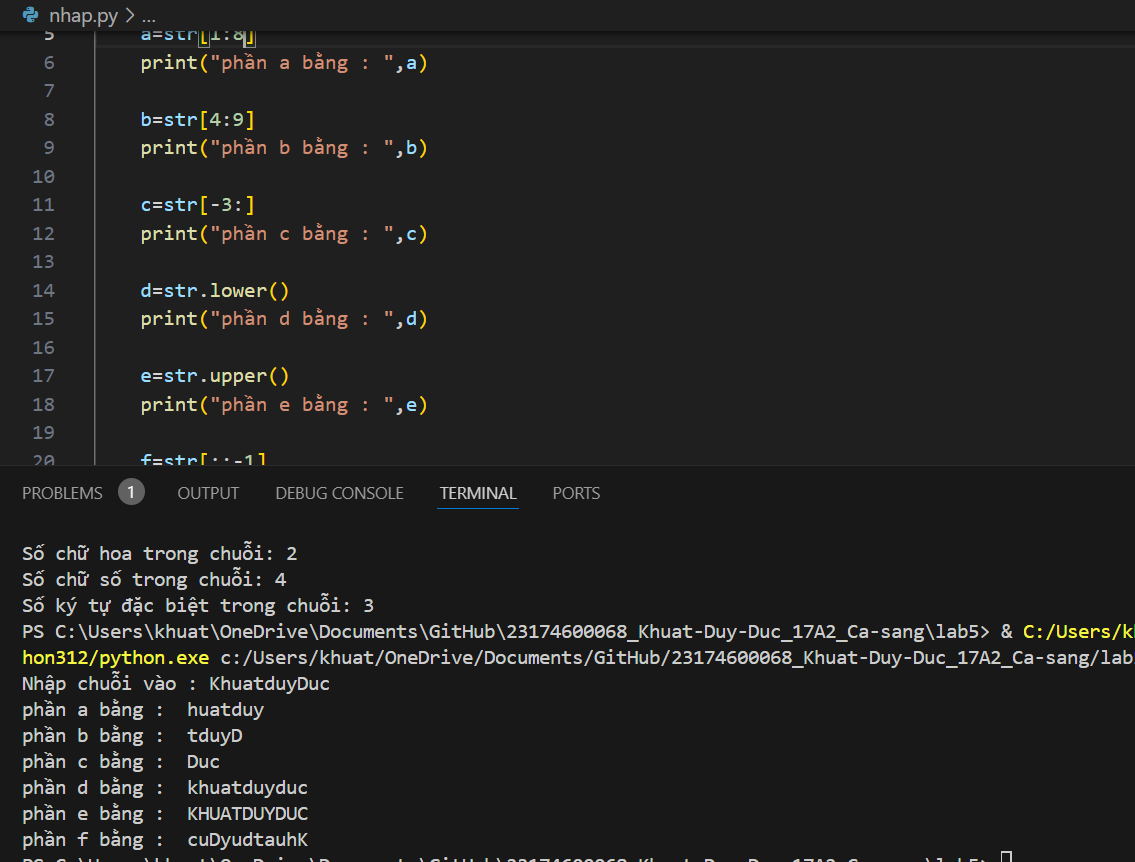 nhap.py > ...
5 a=str[1:8]
6 print("phần a bằng : ",a)
7
8 b=str[4:9]
9 print("phần b bằng : ",b)
10
11 c=str[-3:]
12 print("phần c bằng : ",c)
13
14 d=str.lower()
15 print("phần d bằng : ",d)
16
17 e=str.upper()
18 print("phần e bằng : ",e)
19
20 f=str[::-1]
PROBLEMS 1 OUTPUT DEBUG CONSOLE TERMINAL PORTS
Số chữ hoa trong chuỗi: 2
Số chữ số trong chuỗi: 4
Số ký tự đặc biệt trong chuỗi: 3
PS C:\Users\khuat\OneDrive\Documents\GitHub\23174600068_Khuat-Duy-Duc_17A2_Ca-sang\lab5> & C:/Users/k
hon312/python.exe c:/Users/khuat/OneDrive/Documents/GitHub/23174600068_Khuat-Duy-Duc_17A2_Ca-sang/lab
Nhập chuỗi vào : KhuatduyDuc
phần a bằng :  huatduy
phần b bằng :  tduyD
phần c bằng :  Duc
phần d bằng :  khuatduyduc
phần e bằng :  KHUATDUYDUC
phần f bằng :  cuDyudtauhK